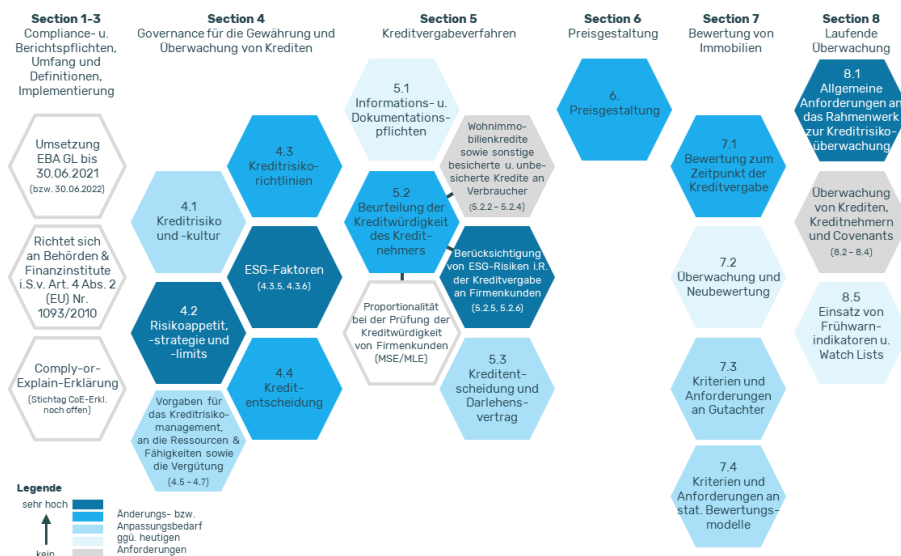 Section 1-3
Compliance- u.
Berichtspflichten,
Umfang und
Definitionen,
Implementierung
Umsetzung
EBA GL bis
30.06.2021
(bzw. 30.06.2022)
Richtet sich
an Behörden &
Finanzinstitute
i.S.v. Art. 4 Abs. 2
(EU) Nr.
1093/2010
Comply-or-
Explain-Erklärung
(Stichtag CoE-Erkl.
noch offen)
Section 4
Governance für die Gewährung und
Überwachung von Krediten
4.1
Kreditrisiko
und -kultur
4.2
Risikoappetit,
-strategie und
-limits
Vorgaben für
das Kreditrisiko-
management,
an die Ressourcen &
Fähigkeiten sowie
die Vergütung
(4.5 – 4.7)
4.3
Kreditrisiko-
richtlinien
ESG-Faktoren
(4.3.5, 4.3.6)
4.4
Kredit-
entscheidung
Section 5
Kreditvergabeverfahren
5.1
Informations- u.
Dokumentations-
pflichten
5.2
Beurteilung der
Kreditwürdigkeit
des Kredit-
nehmers
Proportionalität
bei der Prüfung der
Kreditwürdigkeit
von Firmenkunden
(MSE/MLE)
Wohnimmo-
bilienkredite
sowie sonstige
besicherte u. unbe-
sicherte Kredite an
Verbraucher
(5.2.2 – 5.2.4)
Berücksichtigung
von ESG-Risiken i.R.
der Kreditvergabe
an Firmenkunden
(5.2.5, 5.2.6)
5.3
Kreditent-
scheidung und
Darlehens-
vertrag
Section 6
Preisgestaltung
6.
Preisgestaltung
Section 7
Bewertung von
Immobilien
7.1
Bewertung zum
Zeitpunkt der
Kreditvergabe
7.2
Überwachung und
Neubewertung
7.3
Kriterien und
Anforderungen
an Gutachter
7.4
Kriterien und
Anforderungen an
stat. Bewertungs-
modelle
Section 8
Laufende
Überwachung
8.1
Allgemeine
Anforderungen an
das Rahmenwerk
zur Kreditrisiko-
überwachung
Überwachung
von Krediten,
Kreditnehmern
und Covenants
(8.2 – 8.4)
8.5
Einsatz von
Frühwarn-
indikatoren u.
Watch Lists
Legende
sehr hoch
kein
Änderungs- bzw.
Anpassungsbedarf
ggü. heutigen
Anforderungen